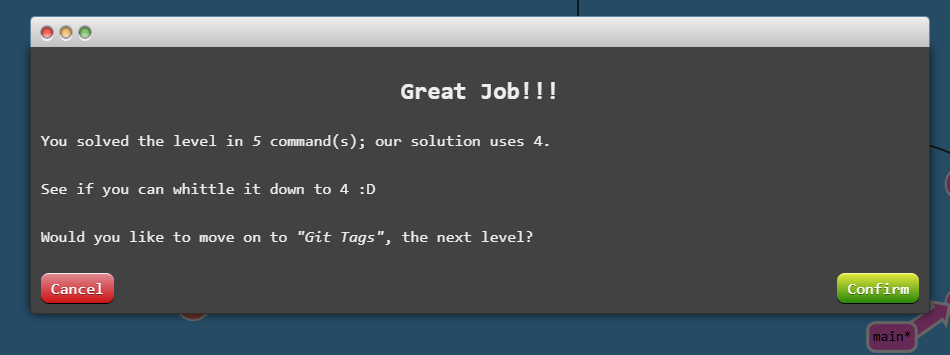 Great Job!!!
You solved the level in 5 command(s); our solution uses 4.
See if you can whittle it down to 4 :D
Would you like to move on to "Git Tags", the next level?
Cancel
Confirm
main*